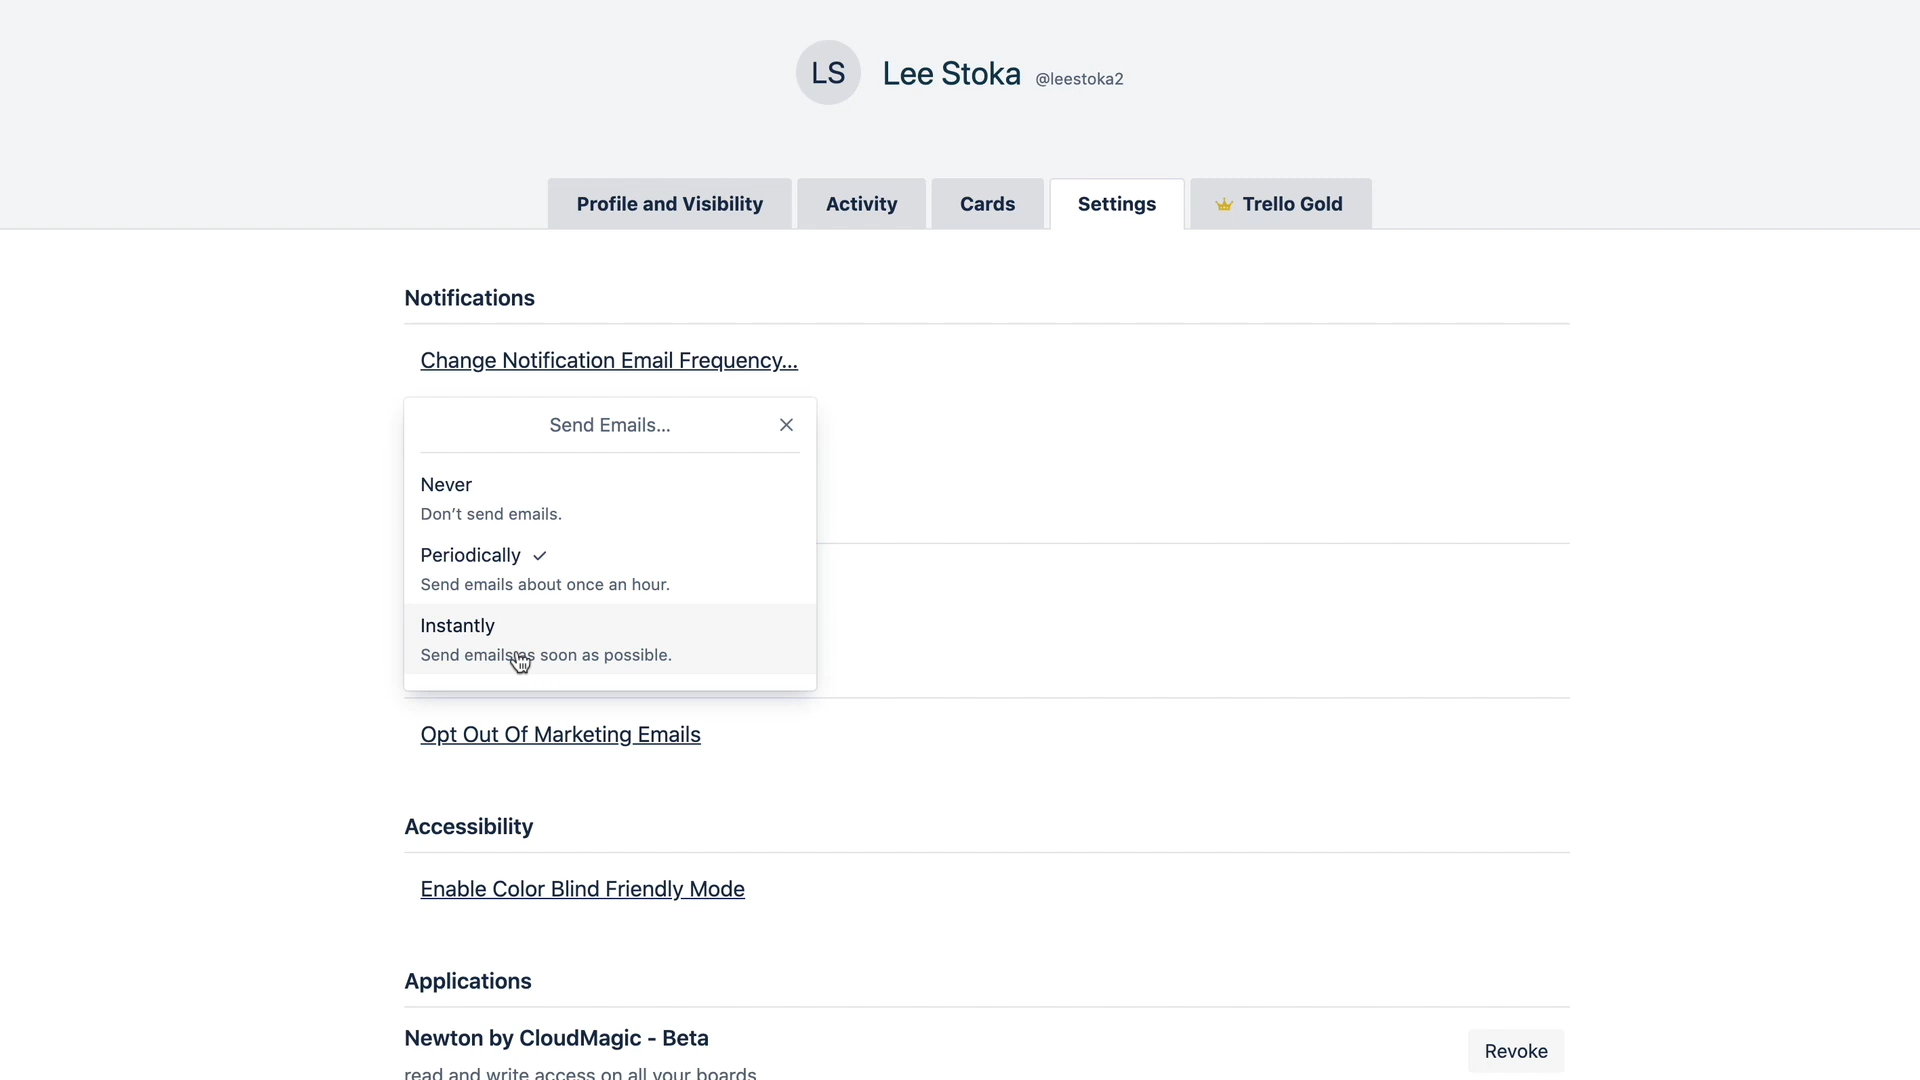 LS
Lee Stoka @leestoka2
Profile and Visibility Activity Cards Settings Trello Gold
Notifications
Change Notification Email Frequency...
Send Emails...
Never
Don't send emails.
Periodically
Send emails about once an hour.
Instantly
Send emails as soon as possible.
Opt Out Of Marketing Emails
Accessibility
Enable Color Blind Friendly Mode
Applications
Newton by CloudMagic - Beta
Revoke
read and write access on all your boards